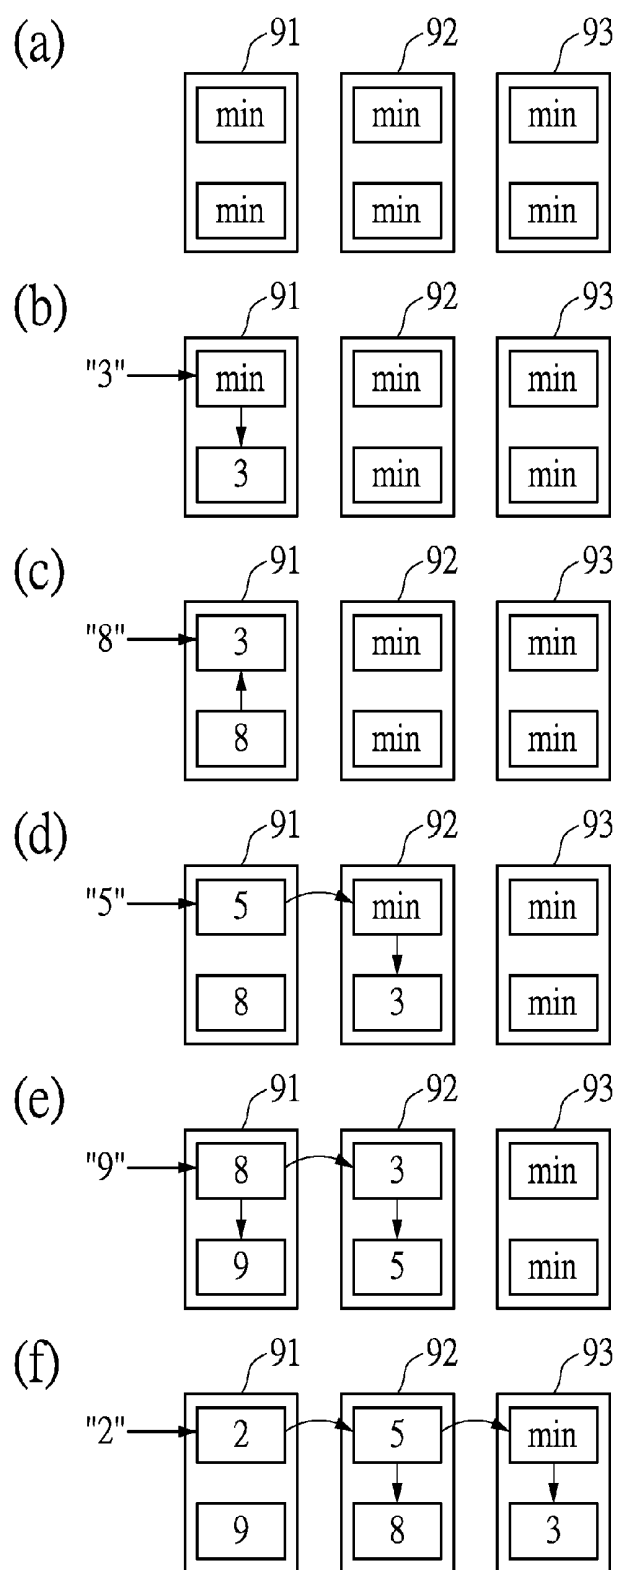 (a) 91 92 93
min min min
min min min
(b) 91 92 93
"3" min min min
3 min min
(c) 91 92 93
"8" 3 min min
8 min min
(d) 91 92 93
"5" 5 min min
8 3 min
(e) 91 92 93
"9" 8 3 min
9 5 min
(f) 91 92 93
"2" 2 5 min
9 8 3